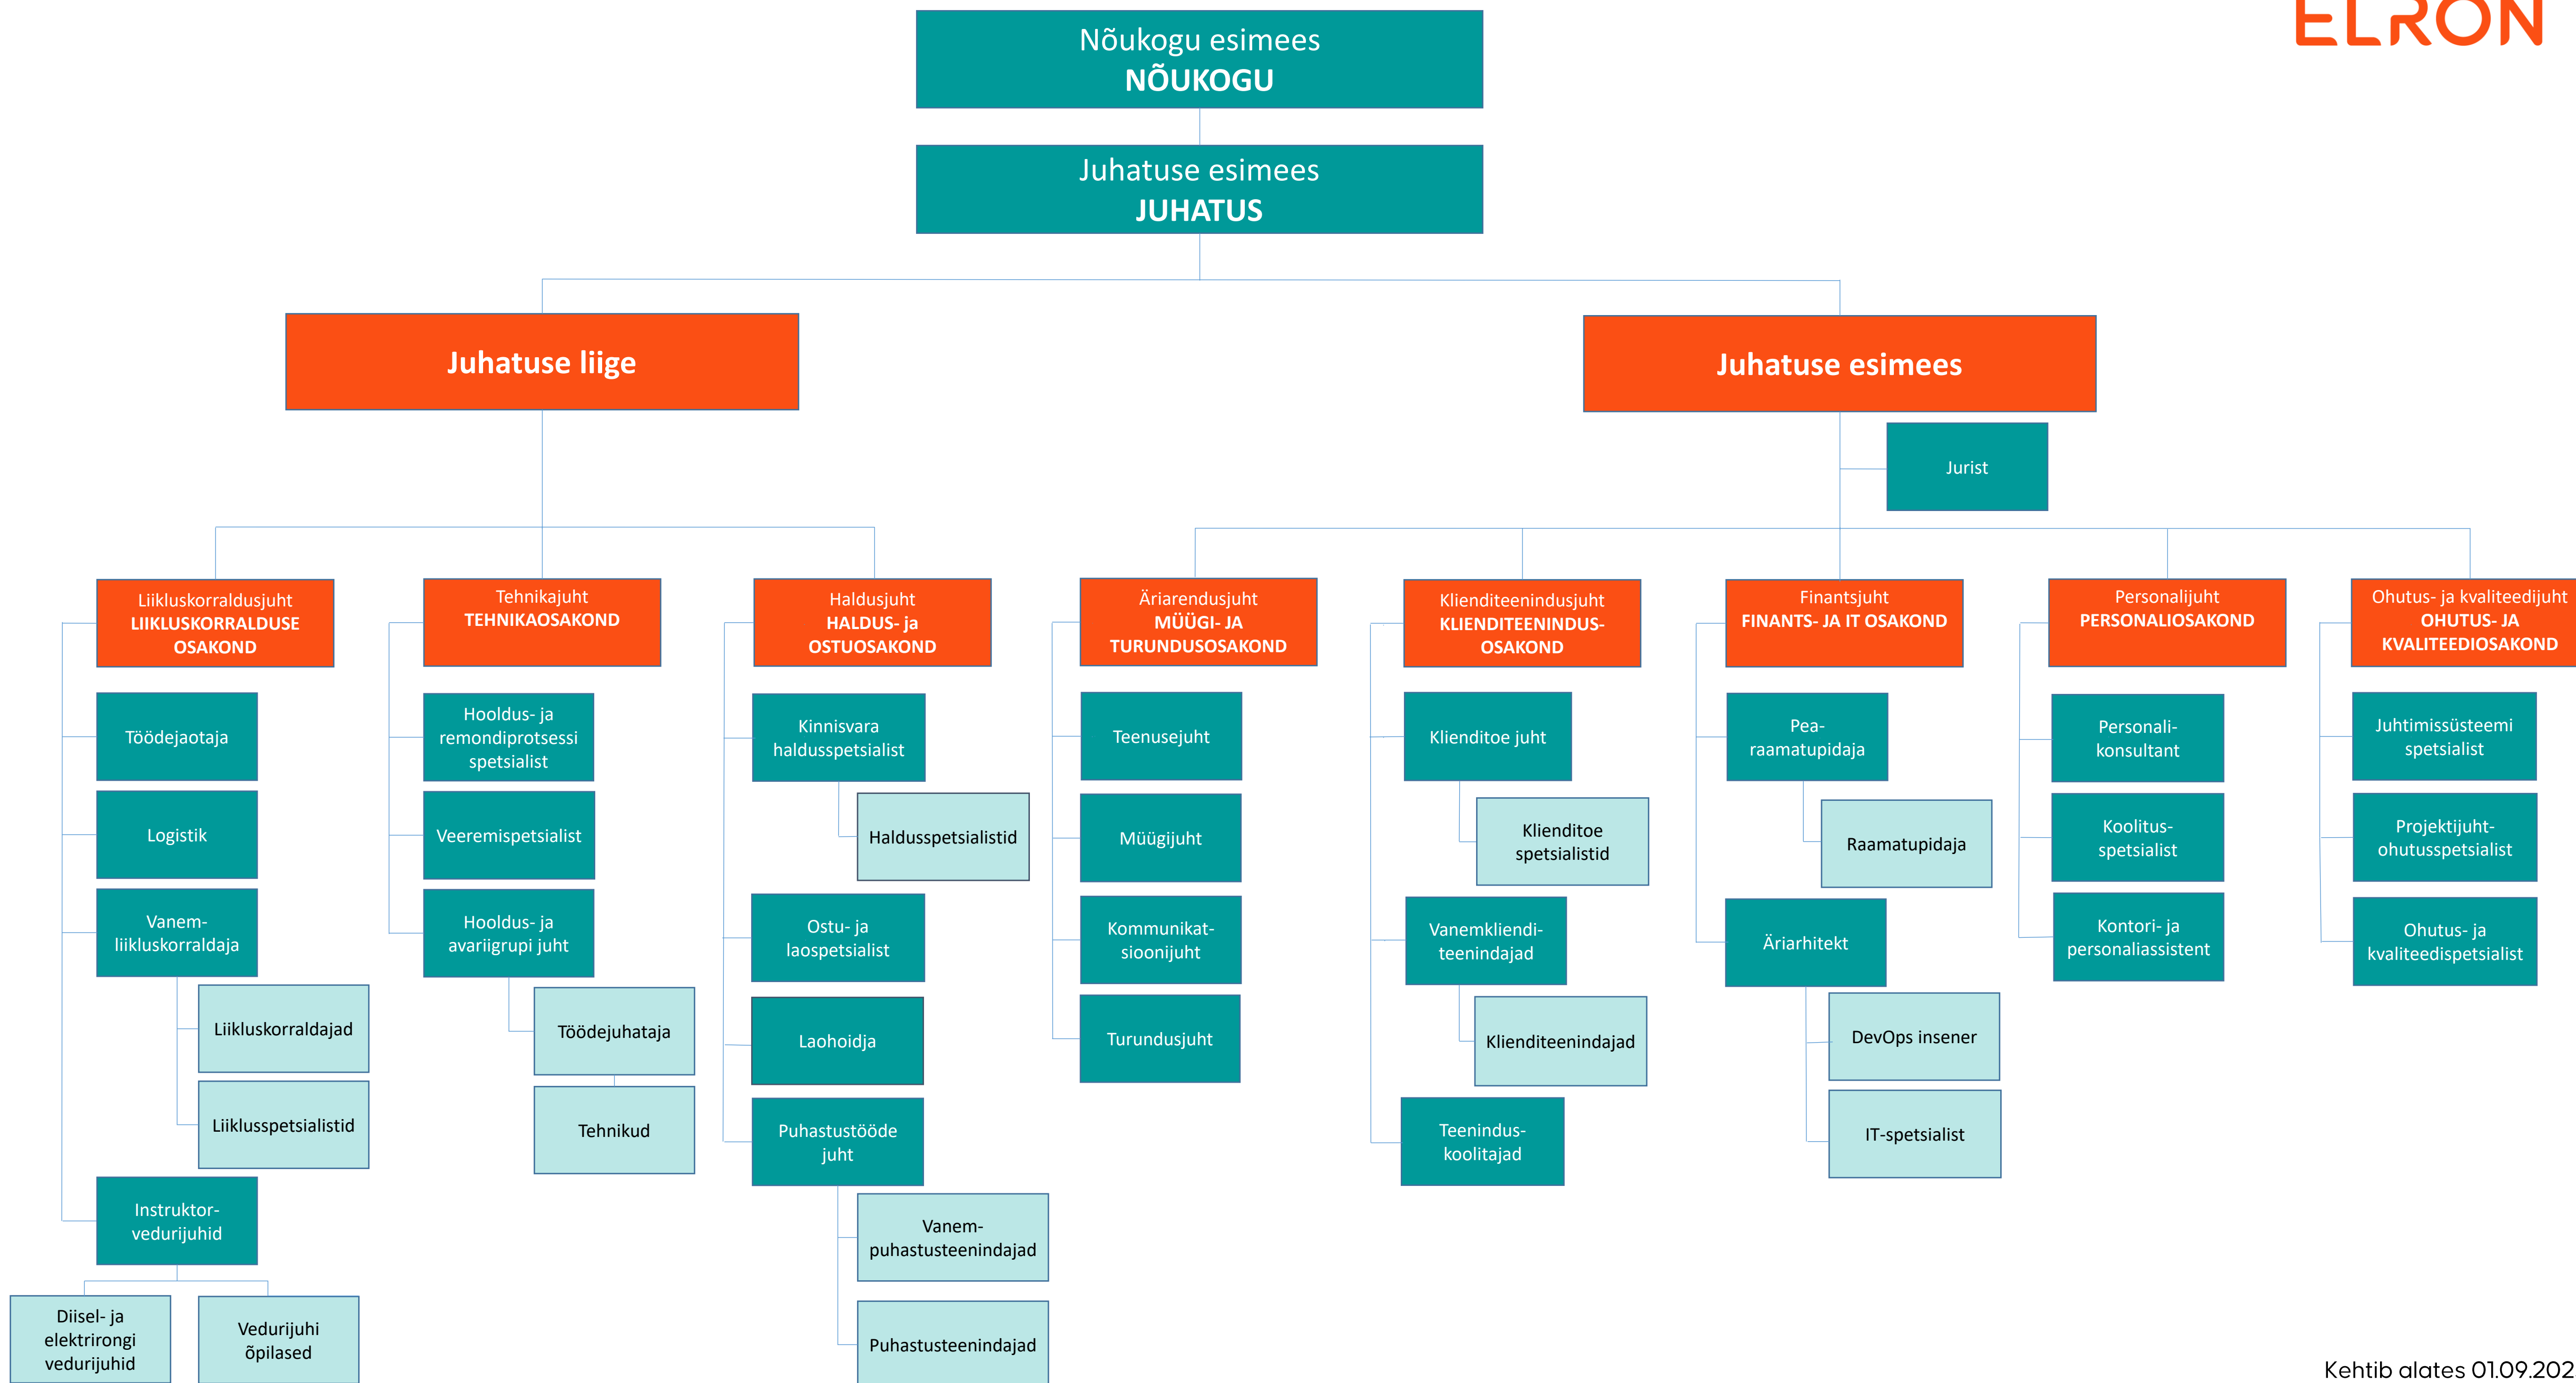 ELRON
Nõukogu esimees
NÕUKOGU
Juhatuse esimees
JUHATUS
Juhatuse liige
Juhatuse esimees
Jurist
Liikluskorraldusjuht
LIIKLUSKORRALDUSE
OSAKOND
Töödejaotaja
Logistik
Vanem-
liikluskorraldaja
Liikluskorraldajad
Liiklusspetsialistid
Instruktor-
vedurijuhid
Diisel- ja
elektrirongi
vedurijuhid
Vedurijuhi
õpilased
Tehnikajuht
TEHNIKAOSAKOND
Hooldus- ja
remondiprotsessi
spetsialist
Veeremispetsialist
Hooldus- ja
avariigrupi juht
Töödejuhataja
Tehnikud
Haldusjuht
HALDUS- ja
OSTUOSAKOND
Kinnisvara
haldusspetsialist
Haldusspetsialistid
Ostu- ja
laospetsialist
Laohoidja
Puhastustööde
juht
Vanem-
puhastusteenindajad
Puhastusteenindajad
Äriarendusjuht
MÜÜGI- JA
TURUNDUSOSAKOND
Teenusejuht
Müügijuht
Kommunikat-
sioonijuht
Turundusjuht
Klienditeenindusjuht
KLIENDITEENINDUS-
OSAKOND
Klienditoe juht
Klienditoe
spetsialistid
Vanemkliendi-
teenindajad
Klienditeenindajad
Teenindus-
koolitajad
Finantsjuht
FINANTS- JA IT OSAKOND
Pea-
raamatupidaja
Raamatupidaja
Äriarhitekt
DevOps insener
IT-spetsialist
Personalijuht
PERSONALIOSAKOND
Personali-
konsultant
Koolitus-
spetsialist
Kontori- ja
personaliassistent
Ohutus- ja kvaliteedijuht
OHUTUS- JA
KVALITEEDIOSAKOND
Juhtimissüsteemi
spetsialist
Projektijuht-
ohutusspetsialist
Ohutus- ja
kvaliteedispetsialist
Kehtib alates 01.09.202